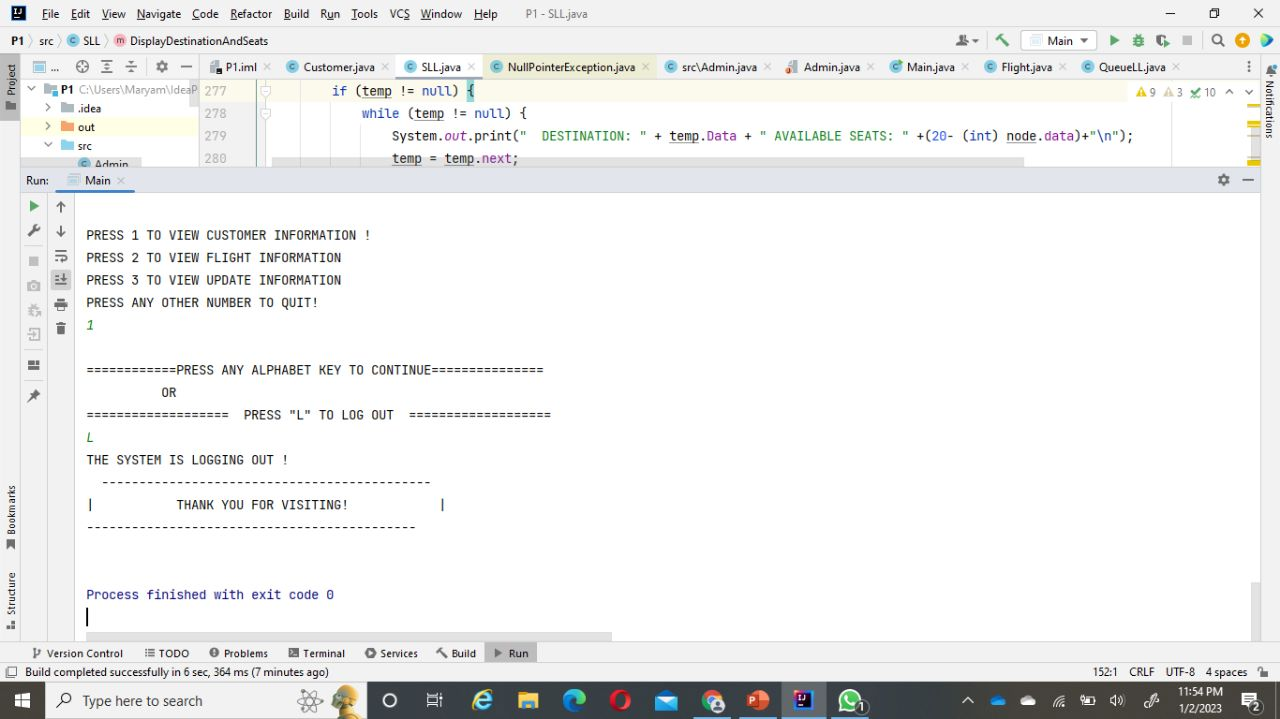 File Edit View Navigate Code Refactor Build Run Tools VCS Window Help P1 - SLL.java
P1 src SLL DisplayDestinationAndSeats Main
... P1.iml Customer.java SLL.java NullPointerException.java src\Admin.java Admin.java Main.java Flight.java QueueLL.java
Project
Notifications
P1 C:\Users\Maryam\IdeaP
.idea
out
src
Admin
277 if (temp != null) {
278 while (temp != null) {
279 System.out.print("  DESTINATION: " + temp.Data + " AVAILABLE SEATS: " +(20- (int) node.data)+"\n");
280 temp = temp.next;
9 3 10
Run: Main
PRESS 1 TO VIEW CUSTOMER INFORMATION !
PRESS 2 TO VIEW FLIGHT INFORMATION
PRESS 3 TO VIEW UPDATE INFORMATION
PRESS ANY OTHER NUMBER TO QUIT!
1
============PRESS ANY ALPHABET KEY TO CONTINUE===============
OR
=================== PRESS "L" TO LOG OUT ===================
L
THE SYSTEM IS LOGGING OUT !
--------------------------------------------
| THANK YOU FOR VISITING! |
--------------------------------------------
Process finished with exit code 0
Bookmarks
Structure
Version Control TODO Problems Terminal Services Build Run
Build completed successfully in 6 sec, 364 ms (7 minutes ago) 152:1 CRLF UTF-8 4 spaces
Type here to search
1
11:54 PM
1/2/2023
2